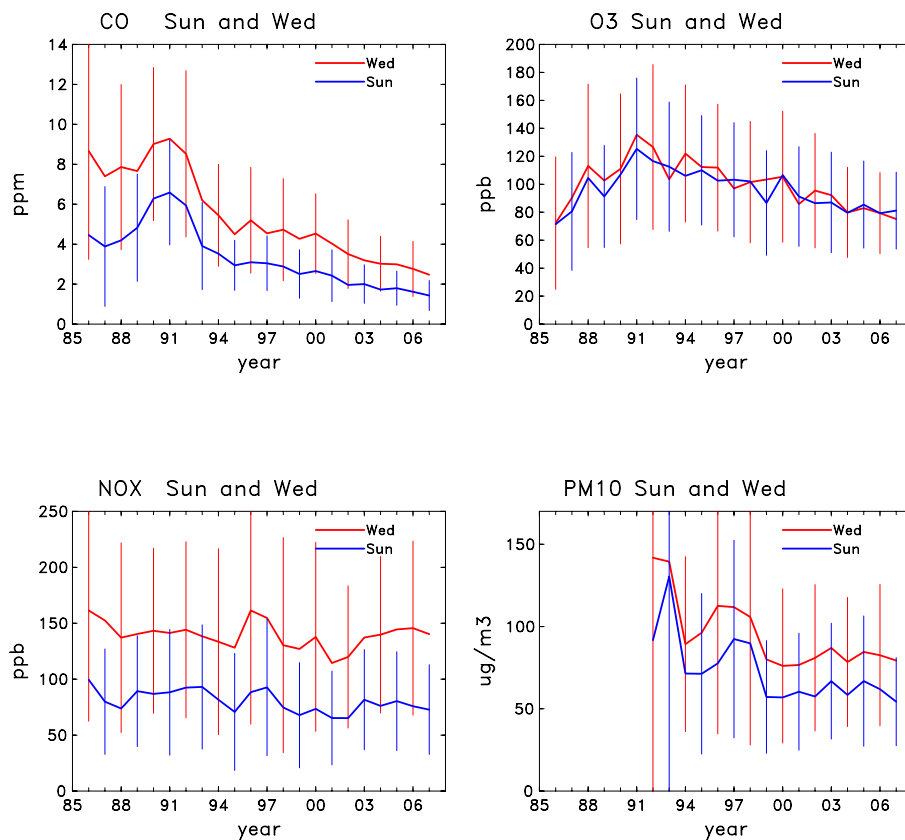 CO Sun and Wed
14
12
10
8
6
4
2
0
ppm
Wed
Sun
85 88 91 94 97 00 03 06
year
O3 Sun and Wed
200
180
160
140
120
100
80
60
40
20
0
ppb
Wed
Sun
85 88 91 94 97 00 03 06
year
NOX Sun and Wed
250
200
150
100
50
0
ppb
Wed
Sun
85 88 91 94 97 00 03 06
year
PM10 Sun and Wed
150
100
50
0
ug/m3
Wed
Sun
85 88 91 94 97 00 03 06
year